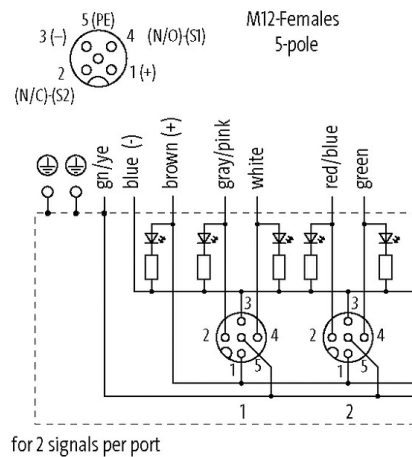 5 (PE)
3 (–)
4 (N/O)-(S1)
2
1 (+)
(N/C)-(S2)
M12-Females
5-pole
gn/ye
blue (-)
brown (+)
gray/pink
white
red/blue
green
3
3
2
4
2
4
1
5
1
5
1
2
for 2 signals per port